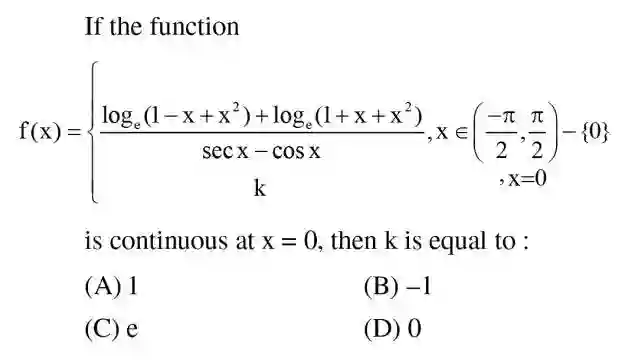 If the function
f(x) = { logₑ(1−x+x²)+logₑ(1+x+x²) / sec x − cos x , x ∈ (−π/2, π/2) − {0}
k , x=0
is continuous at x = 0, then k is equal to :
(A) 1 (B) –1
(C) e (D) 0